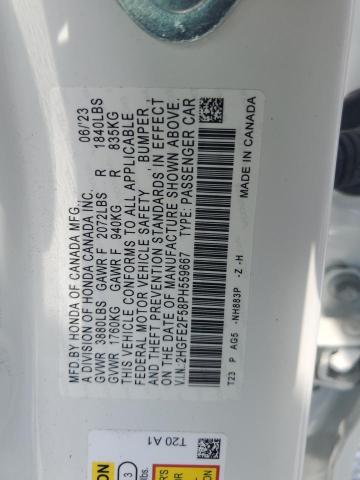 MFD BY HONDA OF CANADA MFG. 06/'23
A DIVISION OF HONDA CANADA INC.
GVWR 3880LBS GAWR F 2072LBS R 1840LBS
GVWR 1760KG GAWR F 940KG R 835KG
THIS VEHICLE CONFORMS TO ALL APPLICABLE
FEDERAL MOTOR VEHICLE SAFETY BUMPER,
AND THEFT PREVENTION STANDARDS IN EFFECT
ON THE DATE OF MANUFACTURE SHOWN ABOVE.
V.I.N.:2HGFE2F58PH559667 TYPE: PASSENGER CAR
T23 P AG5 -NH883P -Z -H MADE IN CANADA
T20 A1
3
lbs.